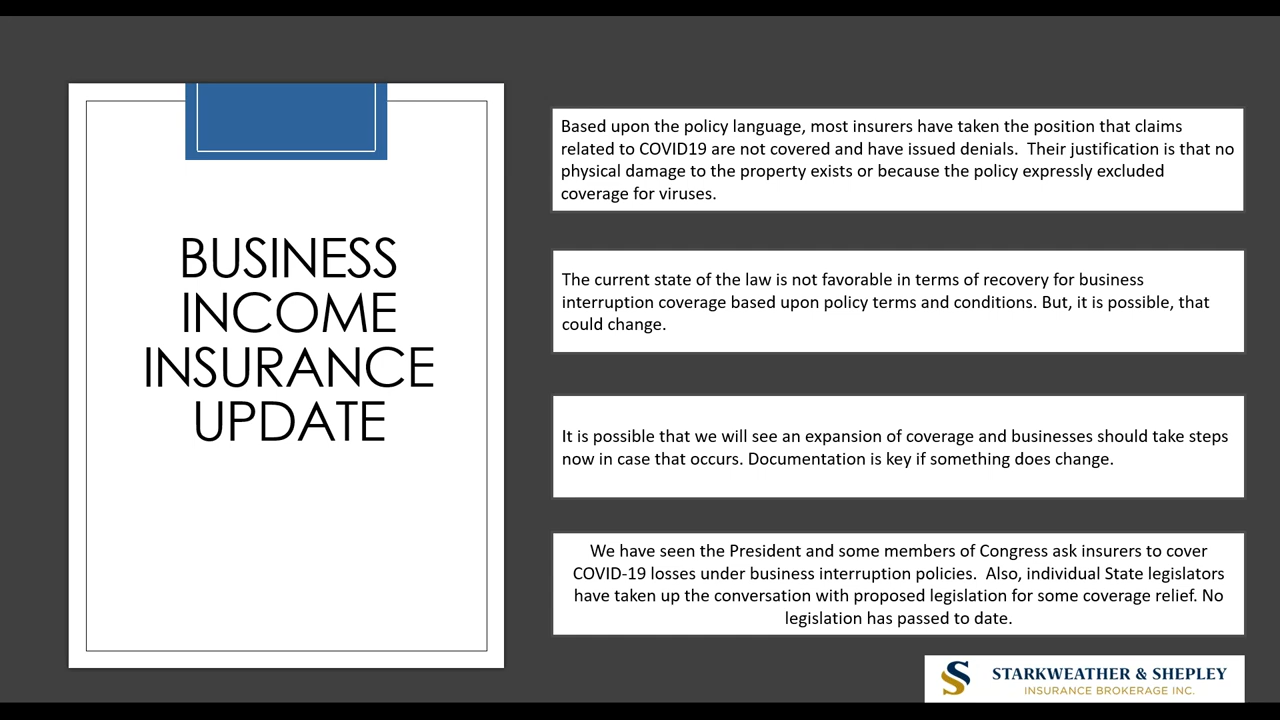 BUSINESS
INCOME
INSURANCE
UPDATE
Based upon the policy language, most insurers have taken the position that claims
related to COVID19 are not covered and have issued denials.  Their justification is that no
physical damage to the property exists or because the policy expressly excluded
coverage for viruses.
The current state of the law is not favorable in terms of recovery for business
interruption coverage based upon policy terms and conditions. But, it is possible, that
could change.
It is possible that we will see an expansion of coverage and businesses should take steps
now in case that occurs. Documentation is key if something does change.
We have seen the President and some members of Congress ask insurers to cover
COVID-19 losses under business interruption policies.  Also, individual State legislators
have taken up the conversation with proposed legislation for some coverage relief. No
legislation has passed to date.
STARKWEATHER & SHEPLEY
INSURANCE BROKERAGE INC.